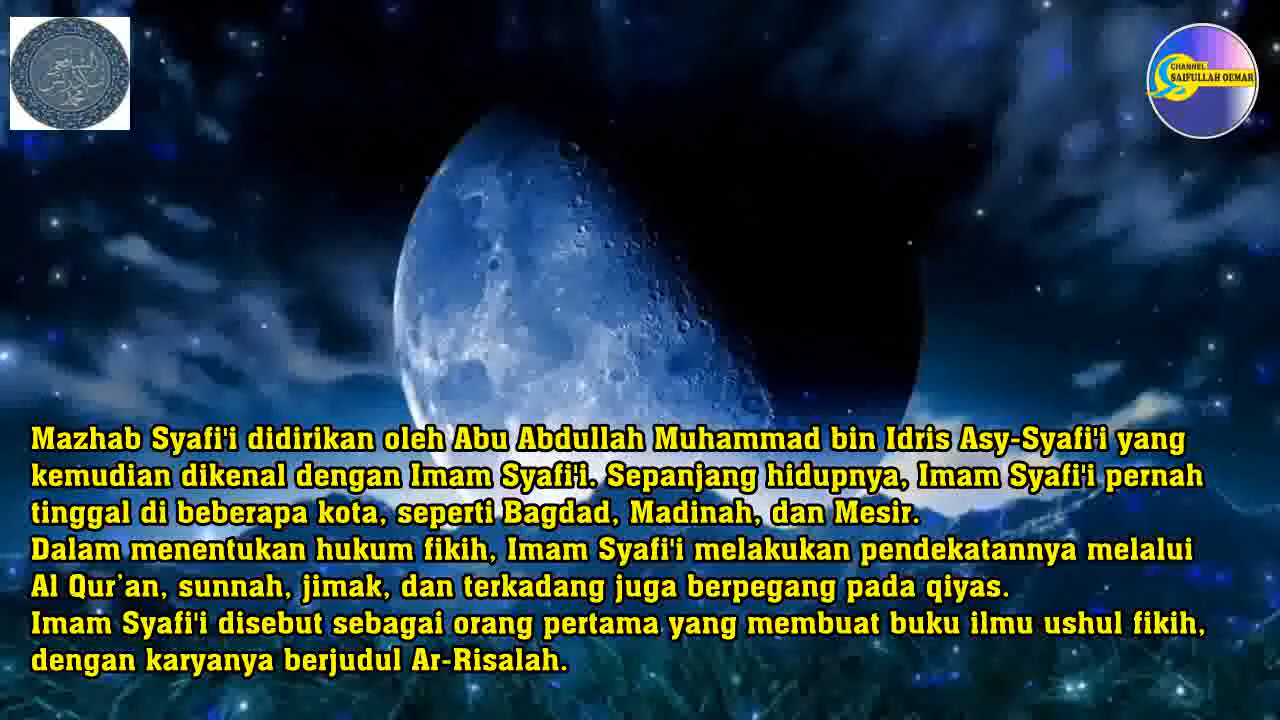 CHANNEL
SAIFULLAH OEMAR
Mazhab Syafi'i didirikan oleh Abu Abdullah Muhammad bin Idris Asy-Syafi'i yang
kemudian dikenal dengan Imam Syafi'i. Sepanjang hidupnya, Imam Syafi'i pernah
tinggal di beberapa kota, seperti Bagdad, Madinah, dan Mesir.
Dalam menentukan hukum fikih, Imam Syafi'i melakukan pendekatannya melalui
Al Qur’an, sunnah, jimak, dan terkadang juga berpegang pada qiyas.
Imam Syafi'i disebut sebagai orang pertama yang membuat buku ilmu ushul fikih,
dengan karyanya berjudul Ar-Risalah.